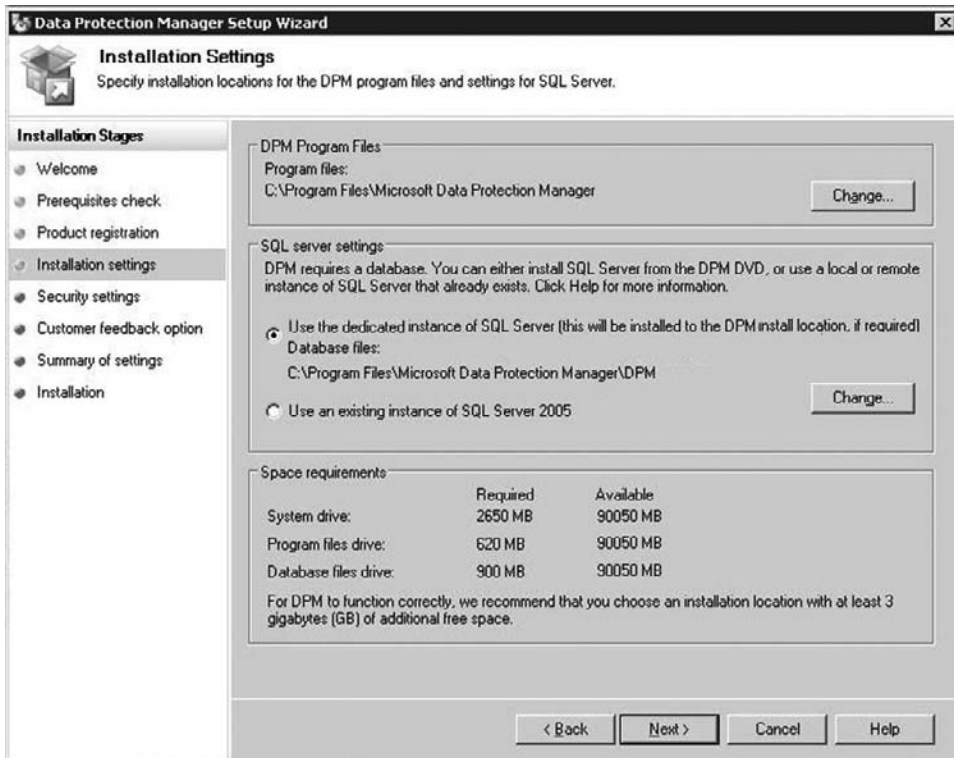 Data Protection Manager Setup Wizard
Installation Settings
Specify installation locations for the DPM program files and settings for SQL Server.
Installation Stages
Welcome
Prerequisites check
Product registration
Installation settings
Security settings
Customer feedback option
Summary of settings
Installation
DPM Program Files
Program files:
C:\Program Files\Microsoft Data Protection Manager
Change...
SQL server settings
DPM requires a database. You can either install SQL Server from the DPM DVD, or use a local or remote
instance of SQL Server that already exists. Click Help for more information.
Use the dedicated instance of SQL Server (this will be installed to the DPM install location, if required)
Database files:
C:\Program Files\Microsoft Data Protection Manager\DPM
Change...
Use an existing instance of SQL Server 2005
Space requirements
Required Available
System drive: 2650 MB 90050 MB
Program files drive: 620 MB 90050 MB
Database files drive: 900 MB 90050 MB
For DPM to function correctly, we recommend that you choose an installation location with at least 3
gigabytes (GB) of additional free space.
< Back Next > Cancel Help